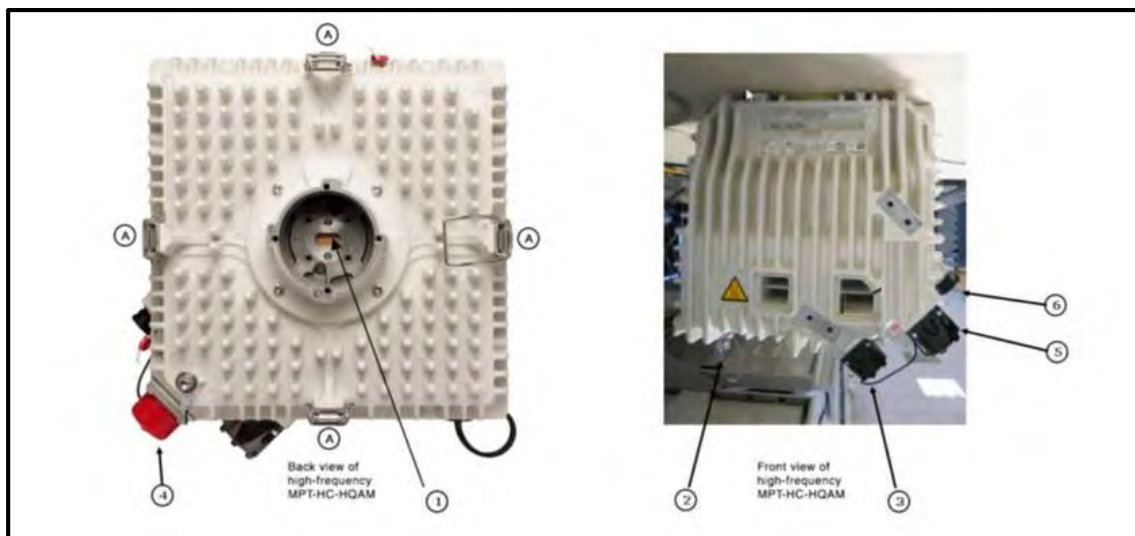 A
A
A
A
Back view of
high-frequency
MPT-HC-HQAM
4
1
6
5
2
3
Front view of
high-frequency
MPT-HC-HQAM